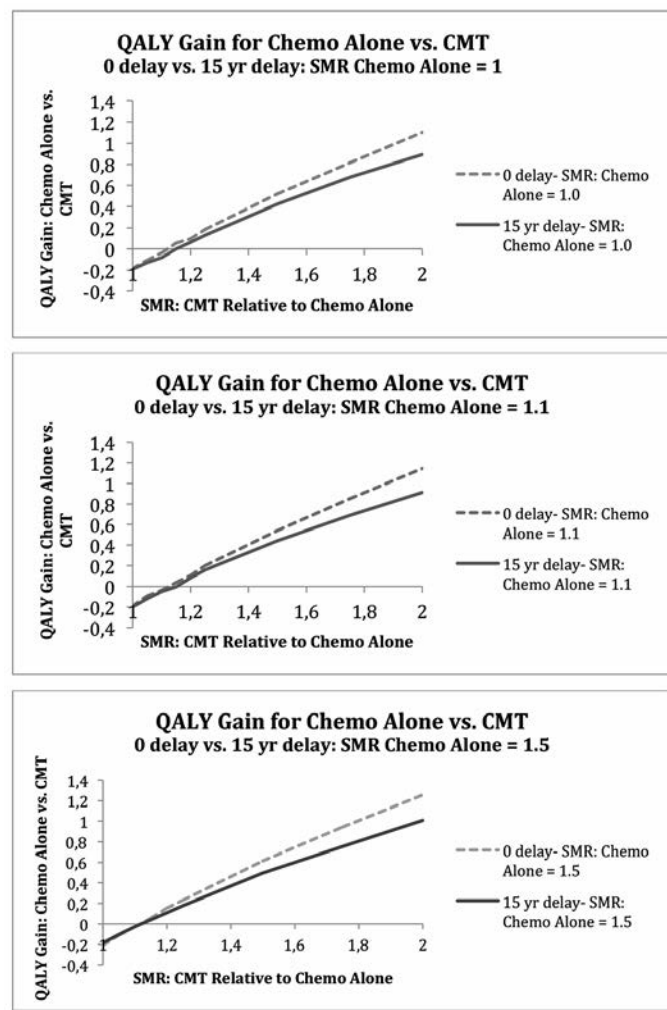 QALY Gain for Chemo Alone vs. CMT
0 delay vs. 15 yr delay: SMR Chemo Alone = 1
QALY Gain: Chemo Alone vs.
CMT
1,4
1,2
1
0,8
0,6
0,4
0,2
0
-0,2
-0,4
1
1,2
1,4
1,6
1,8
2
SMR: CMT Relative to Chemo Alone
0 delay- SMR: Chemo
Alone = 1.0
15 yr delay- SMR:
Chemo Alone = 1.0
QALY Gain for Chemo Alone vs. CMT
0 delay vs. 15 yr delay: SMR Chemo Alone = 1.1
QALY Gain: Chemo Alone vs.
CMT
1,4
1,2
1
0,8
0,6
0,4
0,2
0
-0,2
-0,4
1
1,2
1,4
1,6
1,8
2
SMR: CMT Relative to Chemo Alone
0 delay- SMR: Chemo
Alone = 1.1
15 yr delay- SMR:
Chemo Alone = 1.1
QALY Gain for Chemo Alone vs. CMT
0 delay vs. 15 yr delay: SMR Chemo Alone = 1.5
QALY Gain: Chemo Alone vs. CMT
1,4
1,2
1
0,8
0,6
0,4
0,2
0
-0,2
-0,4
1
1,2
1,4
1,6
1,8
2
SMR: CMT Relative to Chemo Alone
0 delay- SMR: Chemo
Alone = 1.5
15 yr delay- SMR:
Chemo Alone = 1.5